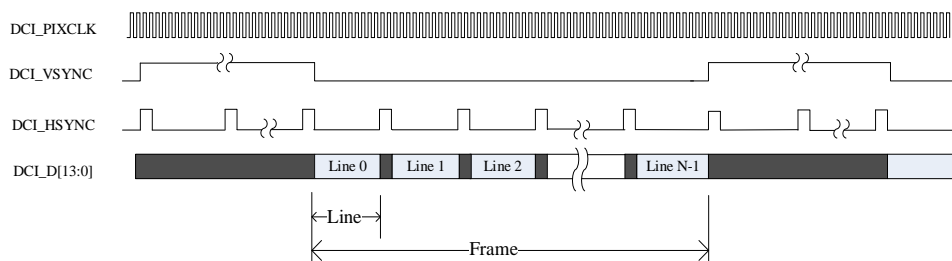 DCI_PIXCLK
DCI_VSYNC
DCI_HSYNC
DCI_D[13:0]
Line 0 Line 1 Line 2 Line N-1
Line
Frame